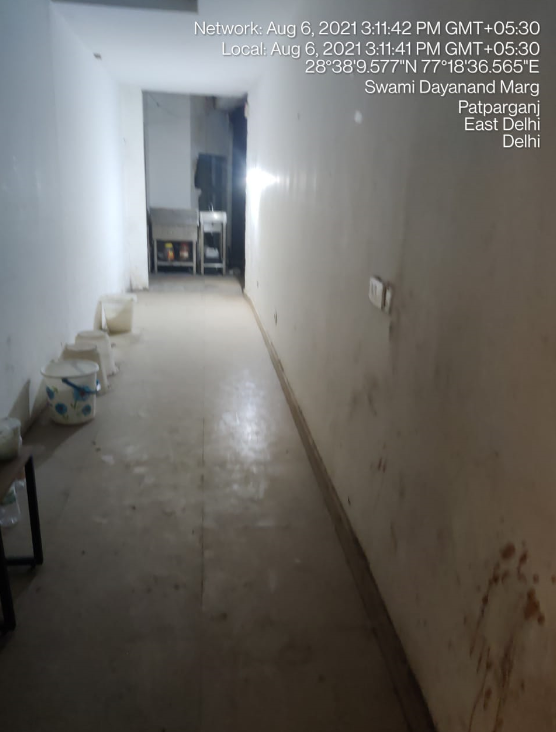 Network: Aug 6, 2021 3:11:42 PM GMT+05:30
Local: Aug 6, 2021 3:11:41 PM GMT+05:30
28°38'9.577"N 77°18'36.565"E
Swami Dayanand Marg
Patparganj
East Delhi
Delhi